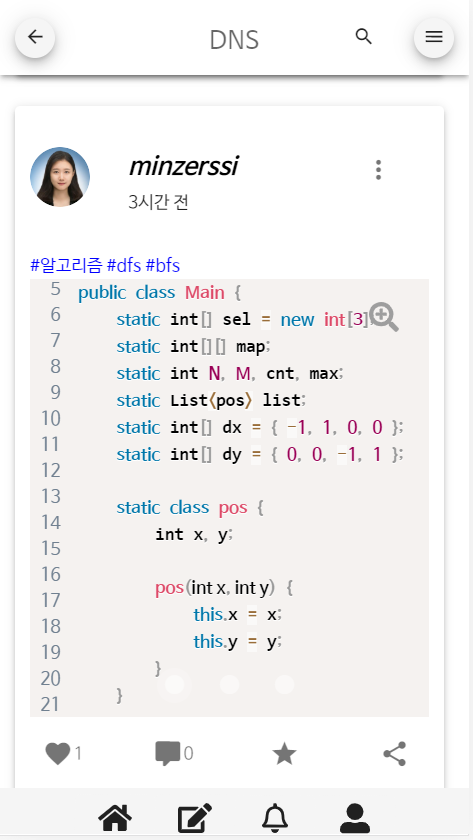 DNS
minzerssi
3시간 전
#알고리즘 #dfs #bfs
5 public class Main {
6 static int[] sel = new int[3];
7 static int[][] map;
8 static int N, M, cnt, max;
9 static List<pos> list;
10 static int[] dx = { -1, 1, 0, 0 };
11 static int[] dy = { 0, 0, -1, 1 };
12
13 static class pos {
14 int x, y;
15
16 pos(int x, int y) {
17 this.x = x;
18 this.y = y;
19 }
20 }
21
1 0